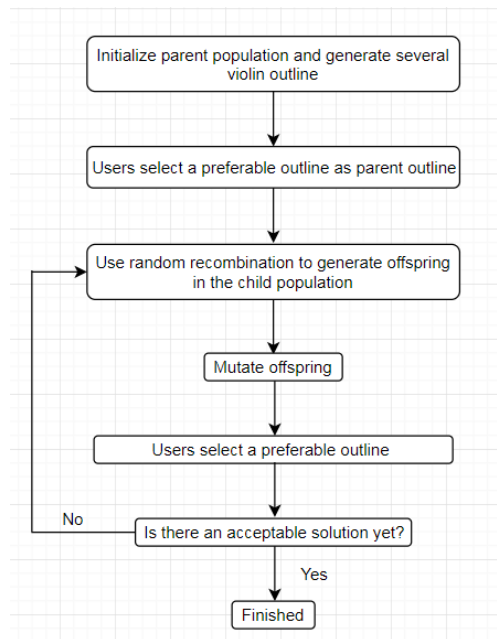 Initialize parent population and generate several
violin outline
Users select a preferable outline as parent outline
Use random recombination to generate offspring
in the child population
Mutate offspring
Users select a preferable outline
Is there an acceptable solution yet?
No
Yes
Finished